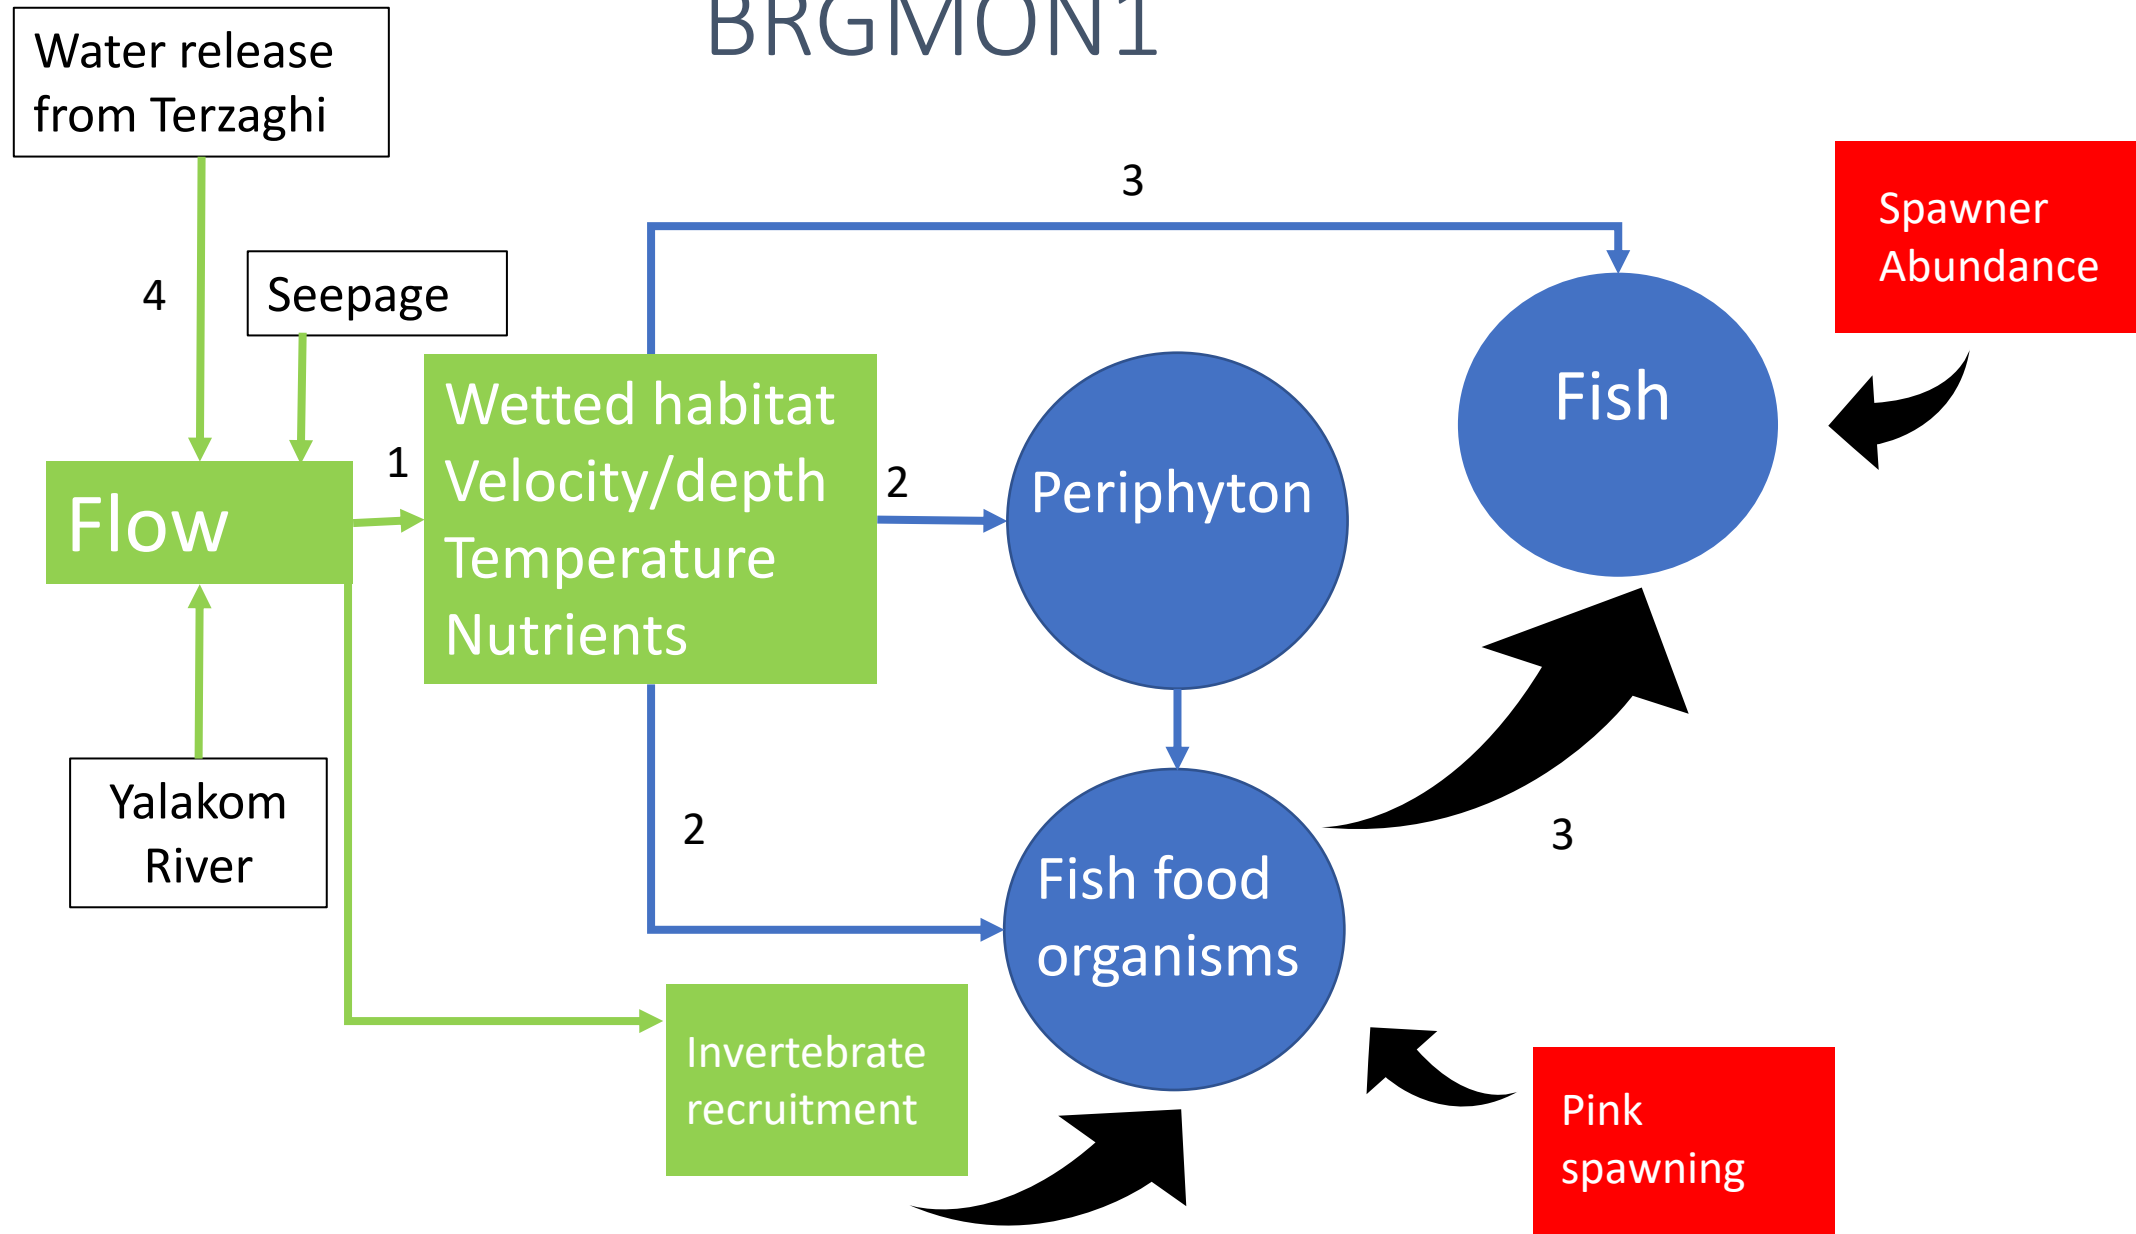 BRGMON1
Water release
from Terzaghi
3
Spawner
Abundance
4
Seepage
Wetted habitat
Velocity/depth
Temperature
Nutrients
1
2
Flow
Periphyton
Fish
Yalakom
River
2
3
Fish food
organisms
Invertebrate
recruitment
Pink
spawning